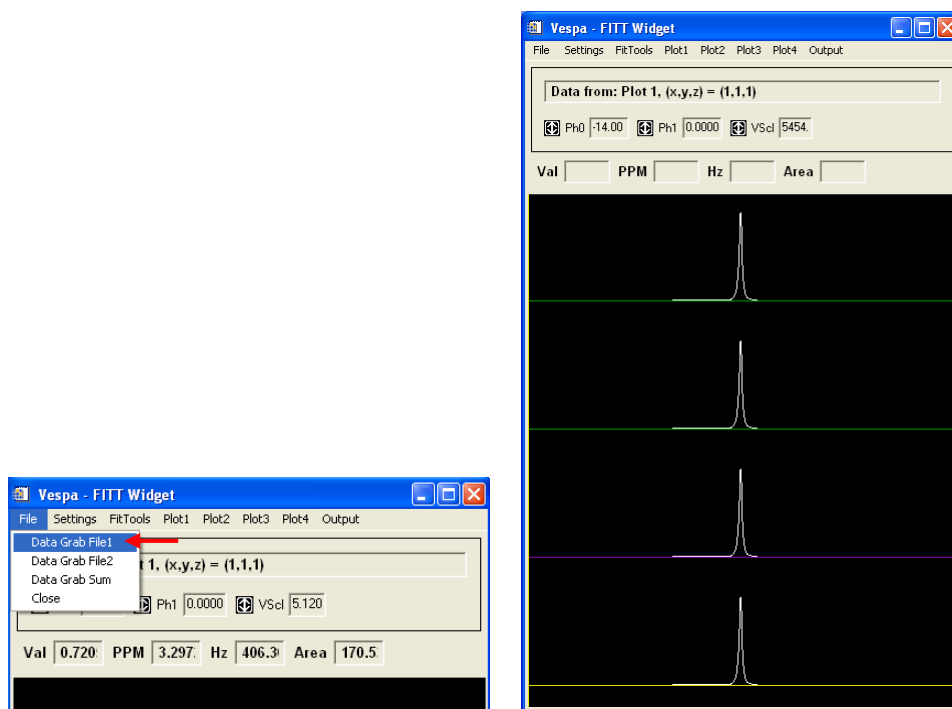 Vespa - FITT Widget
File Settings FitTools Plot1 Plot2 Plot3 Plot4 Output
Data from: Plot 1, (x,y,z) = (1,1,1)
Ph0 -14.00 Ph1 0.0000 VScl 5454.
Val PPM Hz Area
Vespa - FITT Widget
File Settings FitTools Plot1 Plot2 Plot3 Plot4 Output
Data Grab File1
Data Grab File2
Data Grab Sum
Close
t 1, (x,y,z) = (1,1,1)
Ph1 0.0000 VScl 5.120
Val 0.720 PPM 3.297 Hz 406.3 Area 170.5